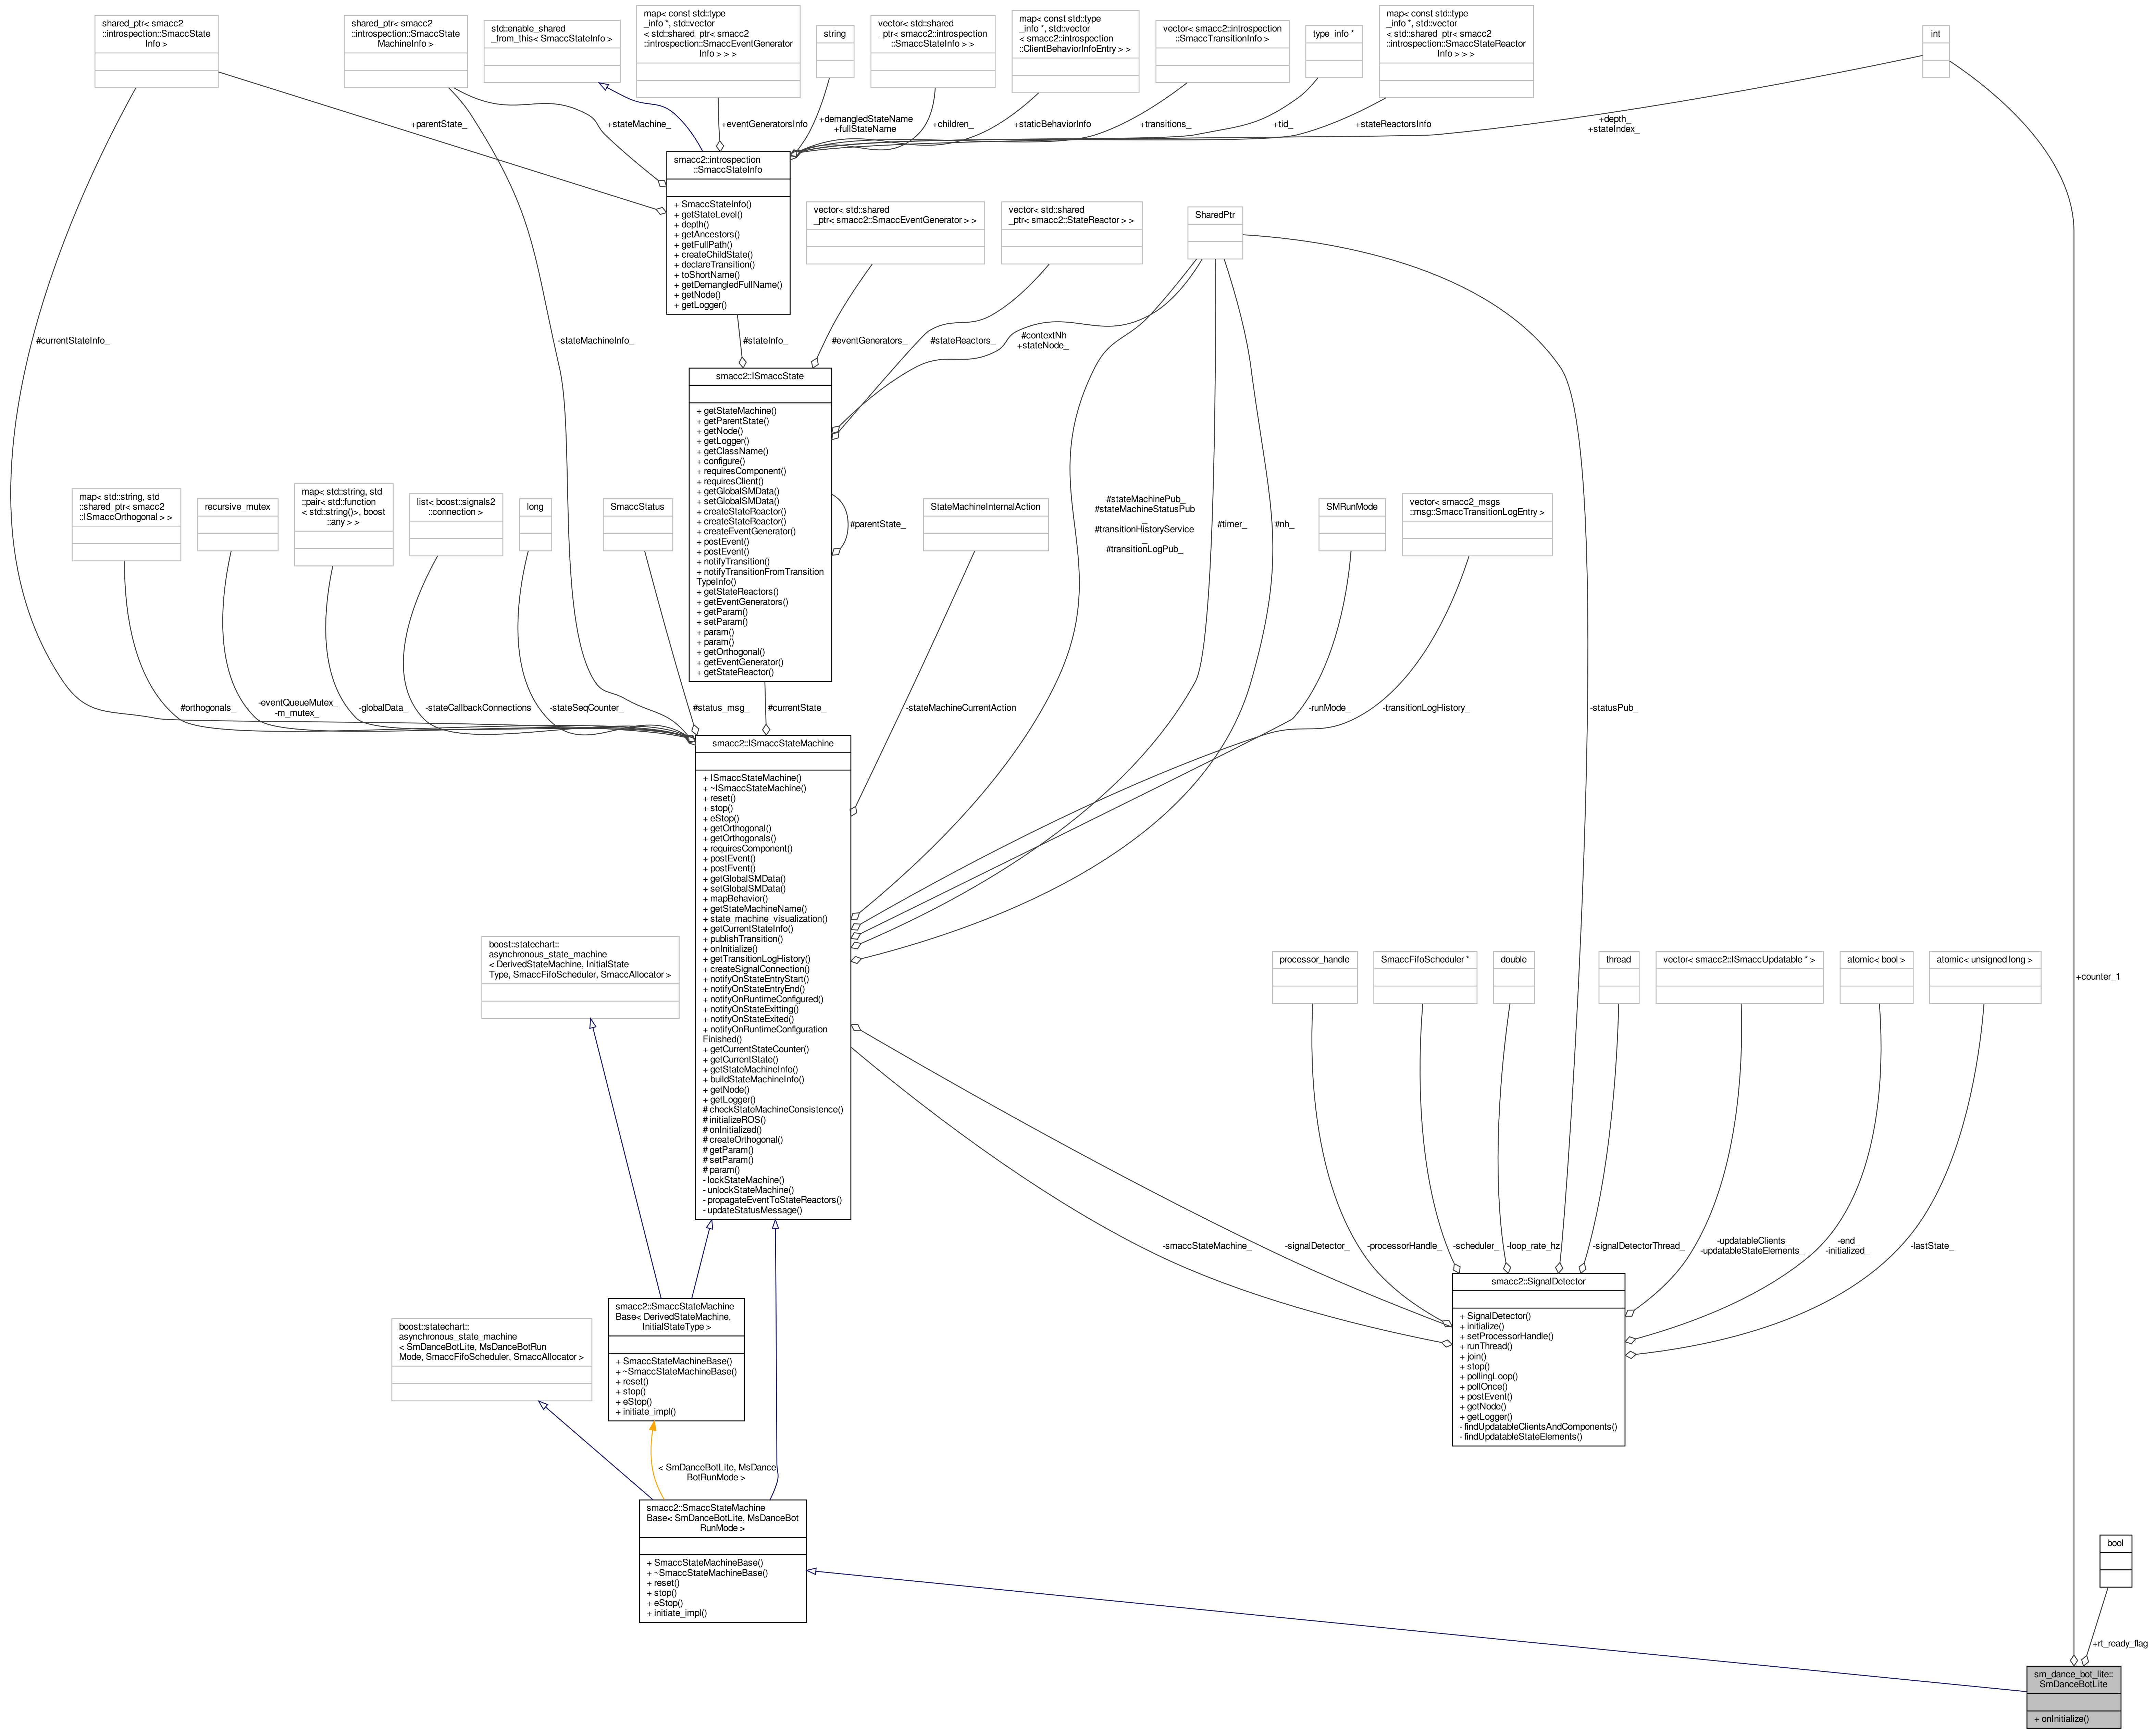 shared_ptr< smacc2
::introspection::SmaccState
Info >
shared_ptr< smacc2
::introspection::SmaccState
MachineInfo >
std::enable_shared
_from_this< SmaccStateInfo >
map< const std::type
_info *, std::vector
< std::shared_ptr< smacc2
::introspection::SmaccEventGenerator
Info > > >
string
vector< std::shared
_ptr< smacc2::introspection
::SmaccStateInfo > >
map< const std::type
_info *, std::vector
< smacc2::introspection
::ClientBehaviorInfoEntry > >
vector< smacc2::introspection
::SmaccTransitionInfo >
type_info *
map< const std::type
_info *, std::vector
< std::shared_ptr< smacc2
::introspection::SmaccStateReactor
Info > > >
int
+parentState_
+stateMachine_
+eventGeneratorsInfo
+demangledStateName
+fullStateName
+children_
+staticBehaviorInfo
+transitions_
+tid_
+stateReactorsInfo
+depth_
+stateIndex_
smacc2::introspection
::SmaccStateInfo
+ SmaccStateInfo()
+ getStateLevel()
+ depth()
+ getAncestors()
+ getFullPath()
+ createChildState()
+ declareTransition()
+ toShortName()
+ getDemangledFullName()
+ getNode()
+ getLogger()
vector< std::shared
_ptr< smacc2::SmaccEventGenerator > >
vector< std::shared
_ptr< smacc2::StateReactor > >
SharedPtr
#currentStateInfo_
-stateMachineInfo_
#stateInfo_
#eventGenerators_
#stateReactors_
#contextNh
+stateNode_
smacc2::ISmaccState
+ getStateMachine()
+ getParentState()
+ getNode()
+ getLogger()
+ getClassName()
+ configure()
+ requiresComponent()
+ requiresClient()
+ getGlobalSMData()
+ setGlobalSMData()
+ createStateReactor()
+ createStateReactor()
+ createEventGenerator()
+ postEvent()
+ postEvent()
+ notifyTransition()
+ notifyTransitionFromTransition
TypeInfo()
+ getStateReactors()
+ getEventGenerators()
+ getParam()
+ setParam()
+ param()
+ param()
+ getOrthogonal()
+ getEventGenerator()
+ getStateReactor()
#parentState_
map< std::string, std
::shared_ptr< smacc2
::ISmaccOrthogonal > >
recursive_mutex
map< std::string, std
::pair< std::function
< std::string()>, boost
::any > >
list< boost::signals2
::connection >
long
SmaccStatus
StateMachineInternalAction
#stateMachinePub_
#stateMachineStatusPub
_
#transitionHistoryService
_
#transitionLogPub_
#timer_
#nh_
SMRunMode
vector< smacc2_msgs
::msg::SmaccTransitionLogEntry >
#orthogonals_
-eventQueueMutex_
-m_mutex_
-globalData_
-stateCallbackConnections
-stateSeqCounter_
#status_msg_
#currentState_
-stateMachineCurrentAction
-runMode_
-transitionLogHistory_
-statusPub_
smacc2::ISmaccStateMachine
+ ISmaccStateMachine()
+ ~ISmaccStateMachine()
+ reset()
+ stop()
+ eStop()
+ getOrthogonal()
+ getOrthogonals()
+ requiresComponent()
+ postEvent()
+ postEvent()
+ getGlobalSMData()
+ setGlobalSMData()
+ mapBehavior()
+ getStateMachineName()
+ state_machine_visualization()
+ getCurrentStateInfo()
+ publishTransition()
+ onInitialize()
+ getTransitionLogHistory()
+ createSignalConnection()
+ notifyOnStateEntryStart()
+ notifyOnStateEntryEnd()
+ notifyOnRuntimeConfigured()
+ notifyOnStateExitting()
+ notifyOnStateExited()
+ notifyOnRuntimeConfiguration
Finished()
+ getCurrentStateCounter()
+ getCurrentState()
+ getStateMachineInfo()
+ buildStateMachineInfo()
+ getNode()
+ getLogger()
# checkStateMachineConsistence()
# initializeROS()
# onInitialized()
# createOrthogonal()
# getParam()
# setParam()
# param()
- lockStateMachine()
- unlockStateMachine()
- propagateEventToStateReactors()
- updateStatusMessage()
boost::statechart::
asynchronous_state_machine
< DerivedStateMachine, InitialState
Type, SmaccFifoScheduler, SmaccAllocator >
processor_handle
SmaccFifoScheduler *
double
thread
vector< smacc2::ISmaccUpdatable * >
atomic< bool >
atomic< unsigned long >
+counter_1
-smaccStateMachine_
-signalDetector_
-processorHandle_
-scheduler_
-loop_rate_hz
-signalDetectorThread_
-updatableClients_
-updatableStateElements_
-end_
-initialized_
-lastState_
smacc2::SignalDetector
+ SignalDetector()
+ initialize()
+ setProcessorHandle()
+ runThread()
+ join()
+ stop()
+ pollingLoop()
+ pollOnce()
+ postEvent()
+ getNode()
+ getLogger()
- findUpdatableClientsAndComponents()
- findUpdatableStateElements()
smacc2::SmaccStateMachine
Base< DerivedStateMachine,
InitialStateType >
+ SmaccStateMachineBase()
+ ~SmaccStateMachineBase()
+ reset()
+ stop()
+ eStop()
+ initiate_impl()
boost::statechart::
asynchronous_state_machine
< SmDanceBotLite, MsDanceBotRun
Mode, SmaccFifoScheduler, SmaccAllocator >
< SmDanceBotLite, MsDance
BotRunMode >
smacc2::SmaccStateMachine
Base< SmDanceBotLite, MsDanceBot
RunMode >
+ SmaccStateMachineBase()
+ ~SmaccStateMachineBase()
+ reset()
+ stop()
+ eStop()
+ initiate_impl()
bool
+rt_ready_flag
sm_dance_bot_lite::
SmDanceBotLite
+ onInitialize()